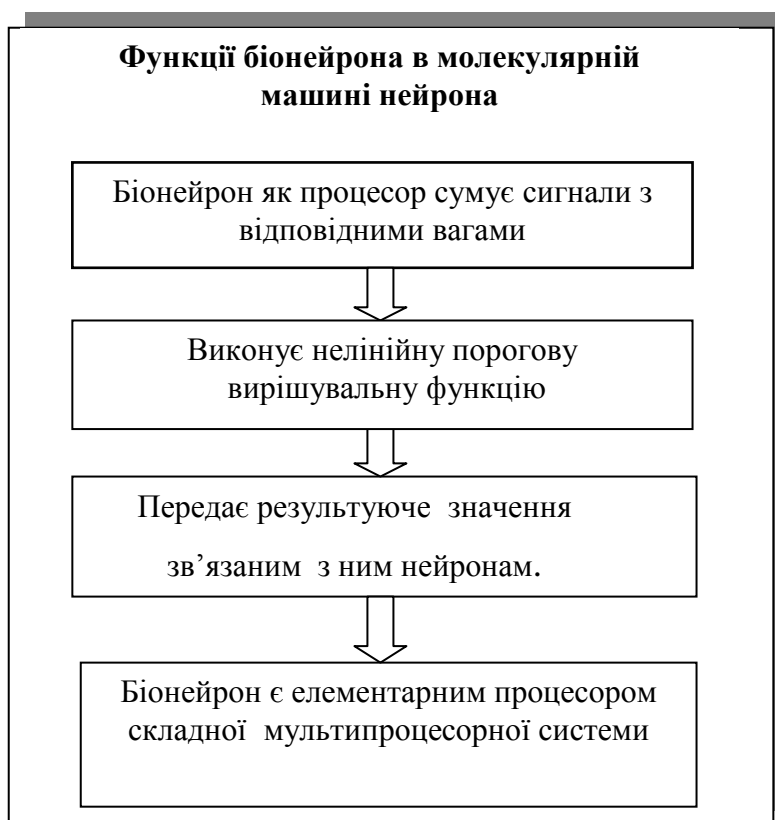 Функції біонейрона в молекулярній
машині нейрона
Біонейрон як процесор сумує сигнали з
відповідними вагами
Виконує нелінійну порогову
вирішувальну функцію
Передає результуюче значення
зв’язаним з ним нейронам.
Біонейрон є елементарним процесором
складної мультипроцесорної системи